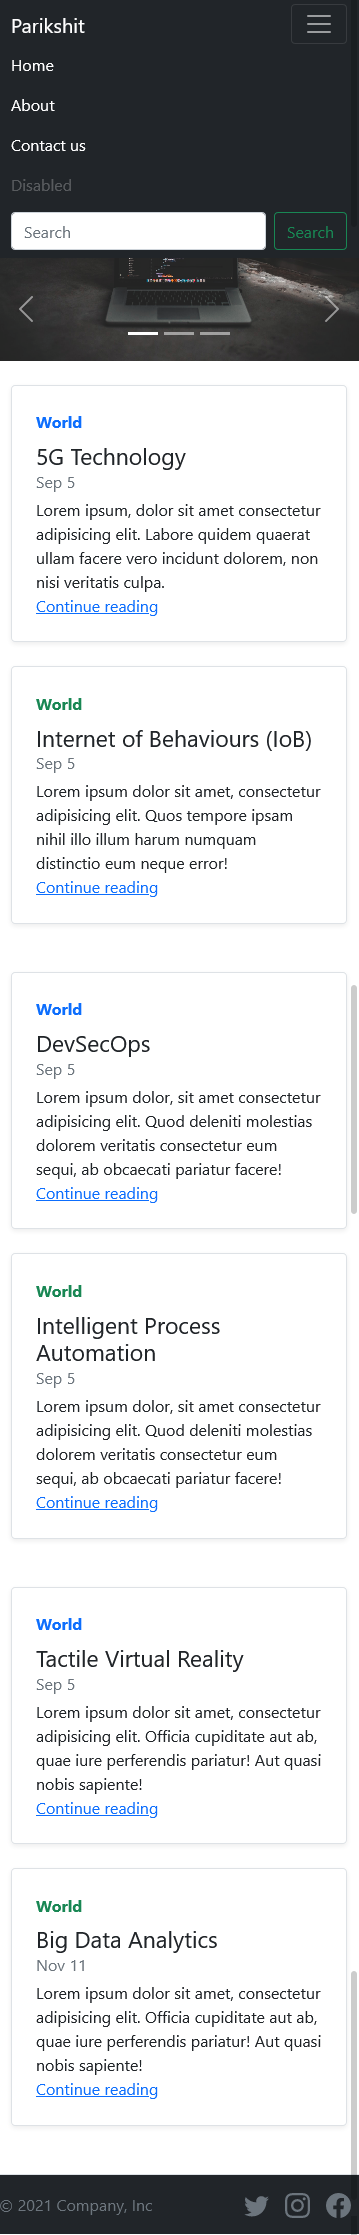 Parikshit
Home
About
Contact us
Disabled
Search Search
World
5G Technology
Sep 5
Lorem ipsum, dolor sit amet consectetur
adipisicing elit. Labore quidem quaerat
ullam facere vero incidunt dolorem, non
nisi veritatis culpa.
Continue reading
World
Internet of Behaviours (IoB)
Sep 5
Lorem ipsum dolor sit amet, consectetur
adipisicing elit. Quos tempore ipsam
nihil illo illum harum numquam
distinctio eum neque error!
Continue reading
World
DevSecOps
Sep 5
Lorem ipsum dolor, sit amet consectetur
adipisicing elit. Quod deleniti molestias
dolorem veritatis consectetur eum
sequi, ab obcaecati pariatur facere!
Continue reading
World
Intelligent Process
Automation
Sep 5
Lorem ipsum dolor, sit amet consectetur
adipisicing elit. Quod deleniti molestias
dolorem veritatis consectetur eum
sequi, ab obcaecati pariatur facere!
Continue reading
World
Tactile Virtual Reality
Sep 5
Lorem ipsum dolor sit amet, consectetur
adipisicing elit. Officia cupiditate aut ab,
quae iure perferendis pariatur! Aut quasi
nobis sapiente!
Continue reading
World
Big Data Analytics
Nov 11
Lorem ipsum dolor sit amet, consectetur
adipisicing elit. Officia cupiditate aut ab,
quae iure perferendis pariatur! Aut quasi
nobis sapiente!
Continue reading
© 2021 Company, Inc